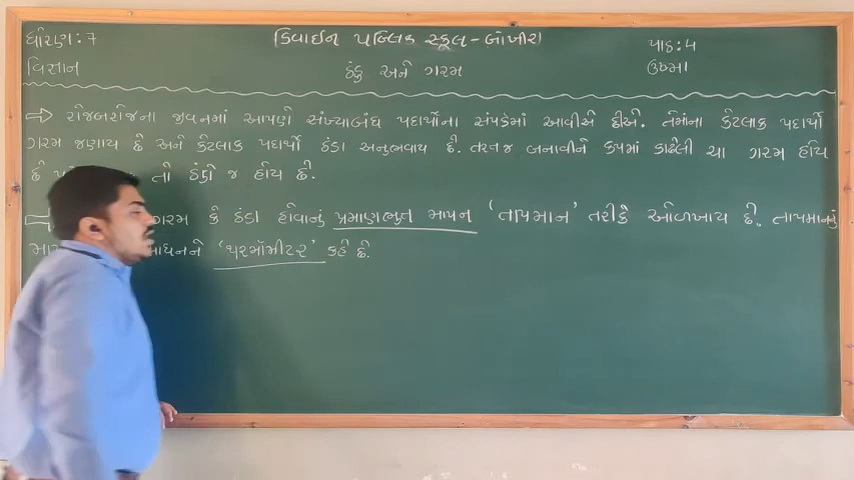 ધોરણ: 7
ડિવાઈન પબ્લિક સ્કૂલ - બાંખોર
પાઠ: 4
વિજ્ઞાન
ઠંડુ અને ગરમ
ઉષ્મા
⇒ રોજબરોજના જીવનમાં આપણે સંખ્યાબંધ પદાર્થોના સંપર્કમાં આવીએ છીએ. તેમાંના કેટલાક પદાર્થો
ગરમ જણાય છે અને કેટલાક પદાર્થો ઠંડા અનુભવાય છે. તરત જ બનાવીને કપમાં કાઢેલી ચા ગરમ હોય
છે તો ઠંડો જ હોય છે.
ગરમ કે ઠંડા હોવાનું પ્રમાણભુત માપન 'તાપમાન' તરીકે ઓળખાય છે. તાપમાનનું
'થરમૉમીટર' કહે છે.